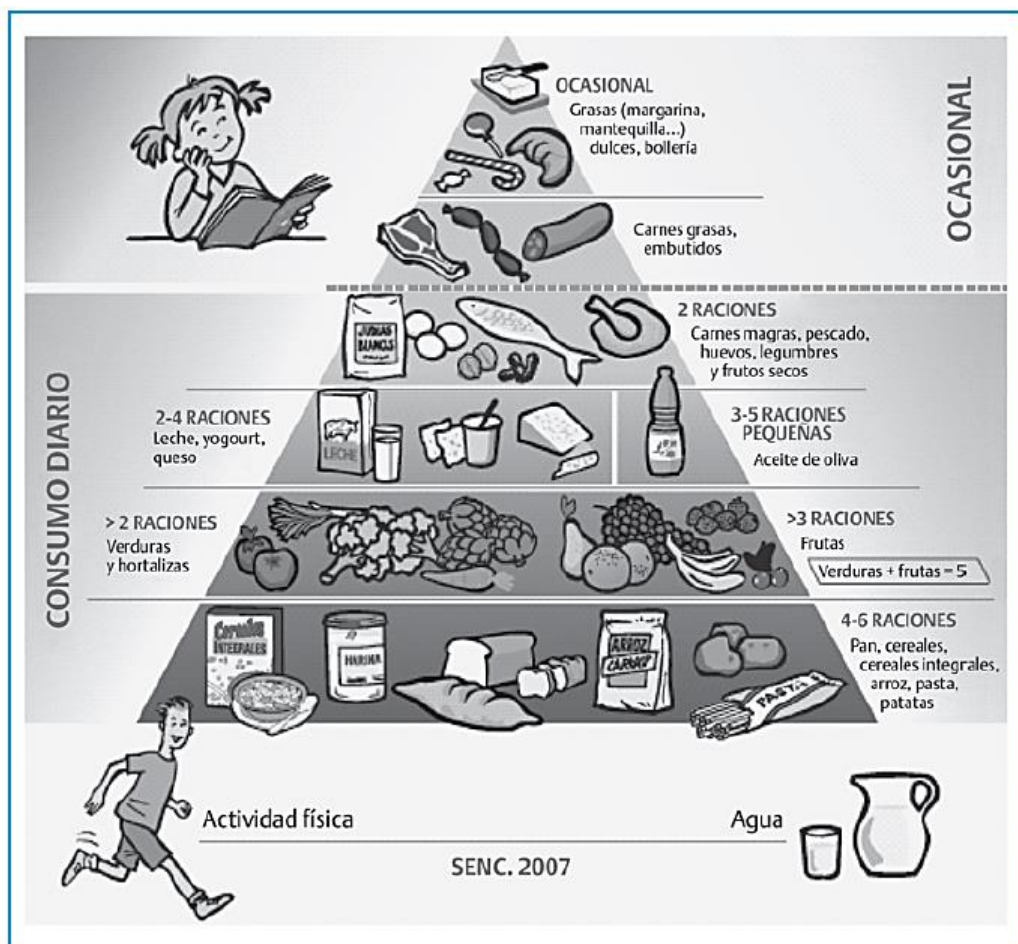 OCASIONAL
Grasas (margarina,
mantequilla...)
dulces, bollería
OCASIONAL
Carnes grasas,
embutidos
CONSUMO DIARIO
2 RACIONES
Carnes magras, pescado,
huevos, legumbres
y frutos secos
JUDIAS
BLANCAS
2-4 RACIONES
Leche, yogourt,
queso
LECHE
3-5 RACIONES
PEQUEÑAS
Aceite de oliva
> 2 RACIONES
Verduras
y hortalizas
>3 RACIONES
Frutas
Verduras + frutas = 5
4-6 RACIONES
Pan, cereales,
cereales integrales,
arroz, pasta,
patatas
Cereales
INTEGRALES
HARINA
ARROZ
PASTA
Actividad física
Agua
SENC. 2007